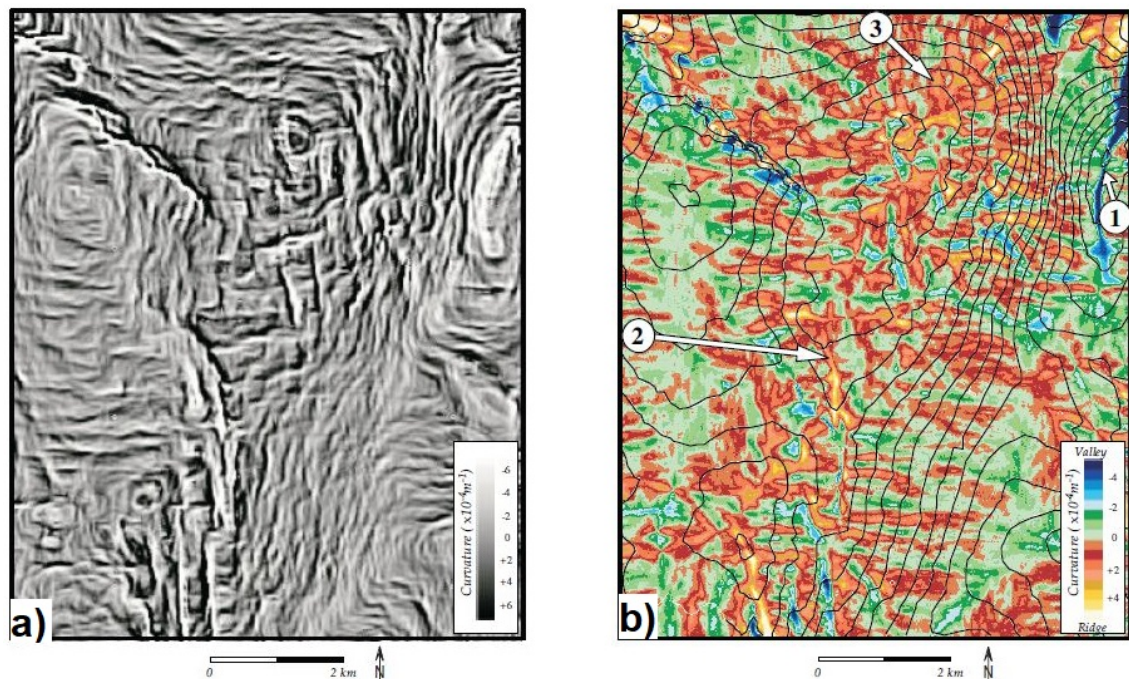 3
1
2
-6
-4
-2
0
+2
+4
+6
Curvature ( x10⁻⁴m⁻¹)
a)
Valley
-4
-2
0
+2
+4
Curvature ( x10⁻⁴m⁻¹)
Ridge
b)
0
2 km
N
0
2 km
N